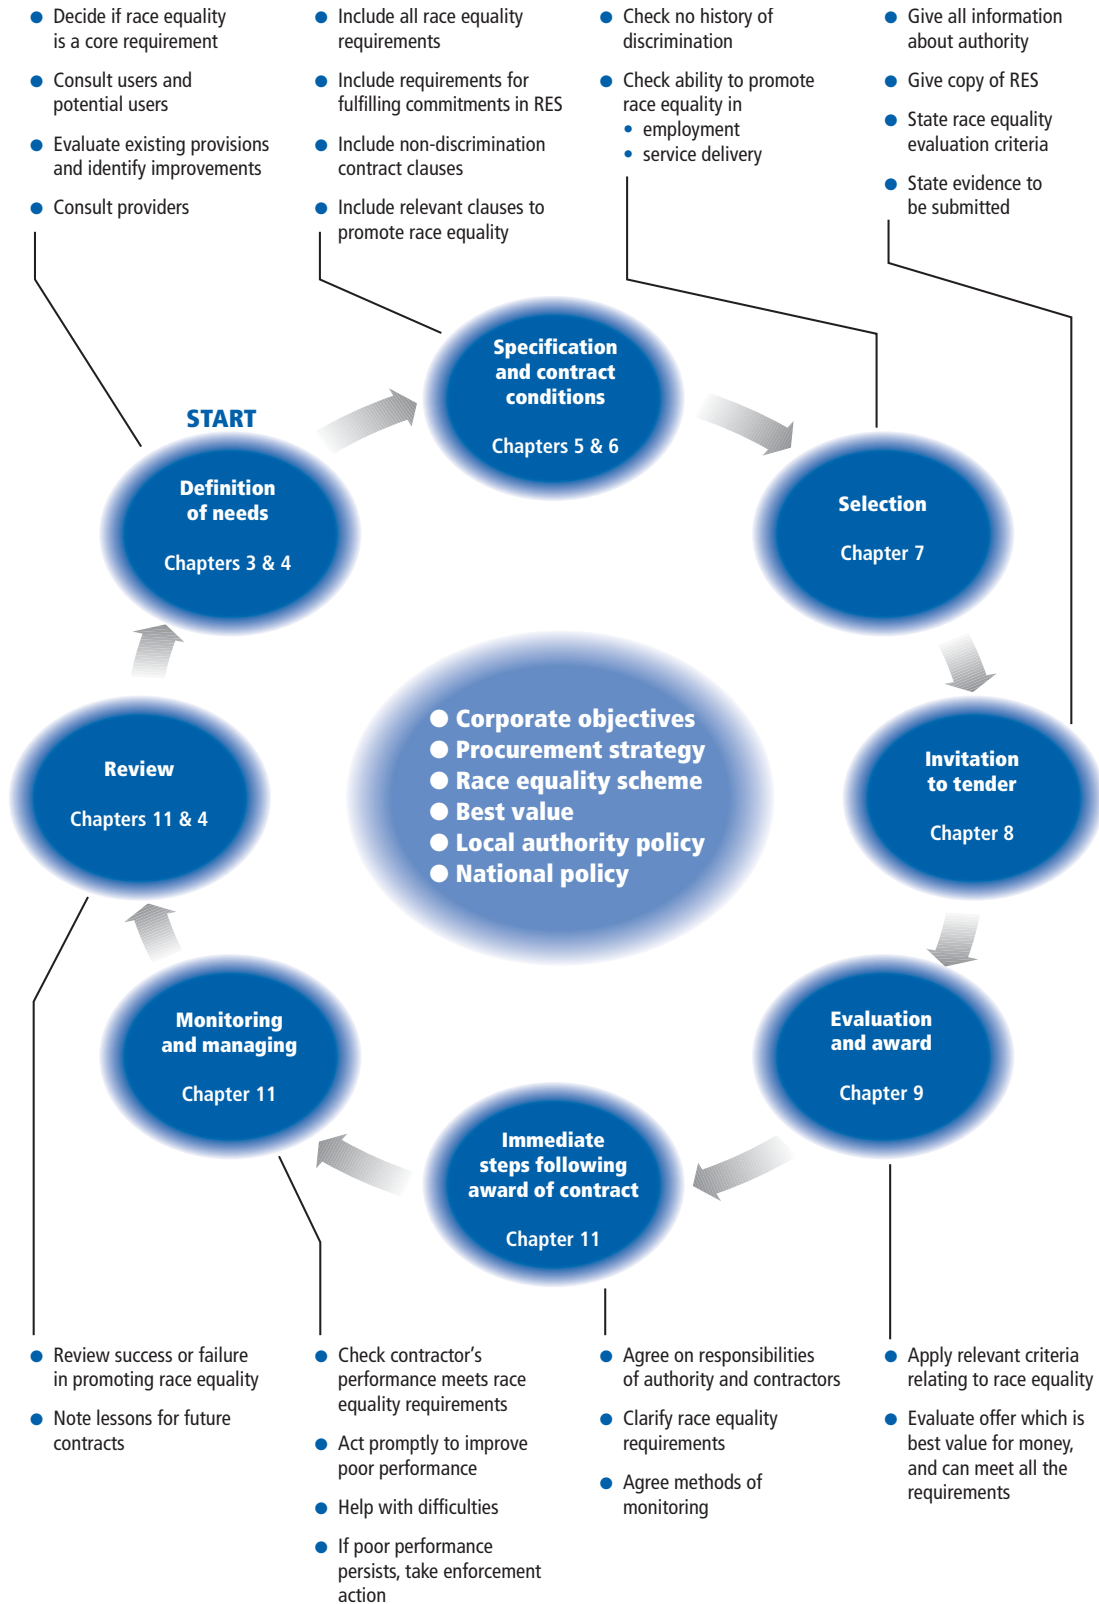 ● Decide if race equality
is a core requirement
● Consult users and
potential users
● Evaluate existing provisions
and identify improvements
● Consult providers
● Include all race equality
requirements
● Include requirements for
fulfilling commitments in RES
● Include non-discrimination
contract clauses
● Include relevant clauses to
promote race equality
● Check no history of
discrimination
● Check ability to promote
race equality in
• employment
• service delivery
● Give all information
about authority
● Give copy of RES
● State race equality
evaluation criteria
● State evidence to
be submitted
START
Definition
of needs
Chapters 3 & 4
Specification
and contract
conditions
Chapters 5 & 6
Selection
Chapter 7
Invitation
to tender
Chapter 8
Evaluation
and award
Chapter 9
Immediate
steps following
award of contract
Chapter 11
Monitoring
and managing
Chapter 11
Review
Chapters 11 & 4
● Corporate objectives
● Procurement strategy
● Race equality scheme
● Best value
● Local authority policy
● National policy
● Review success or failure
in promoting race equality
● Note lessons for future
contracts
● Check contractor's
performance meets race
equality requirements
● Act promptly to improve
poor performance
● Help with difficulties
● If poor performance
persists, take enforcement
action
● Agree on responsibilities
of authority and contractors
● Clarify race equality
requirements
● Agree methods of
monitoring
● Apply relevant criteria
relating to race equality
● Evaluate offer which is
best value for money,
and can meet all the
requirements